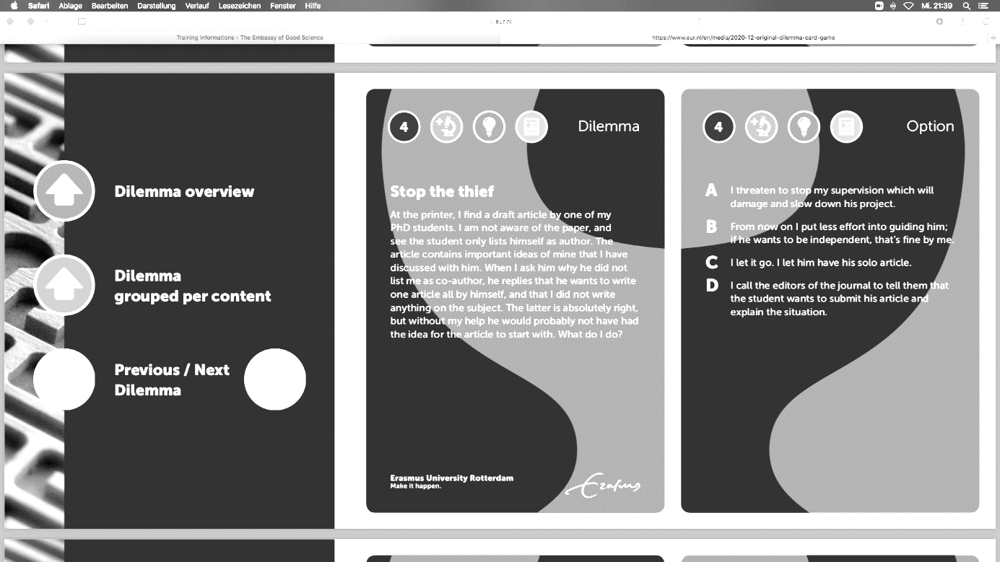 Safari Ablage Bearbeiten Darstellung Verlauf Lesezeichen Fenster Hilfe
Mi. 21:39
eur.nl
Training Informations - The Embassy of Good Science
https://www.eur.nl/en/media/2020-12-original-dilemma-card-game
Dilemma overview
Dilemma
grouped per content
Previous / Next
Dilemma
4
Dilemma
Stop the thief
At the printer, I find a draft article by one of my
PhD students. I am not aware of the paper, and
see the student only lists himself as author. The
article contains important ideas of mine that I have
discussed with him. When I ask him why he did not
list me as co-author, he replies that he wants to write
one article all by himself, and that I did not write
anything on the subject. The latter is absolutely right,
but without my help he would probably not have had
the idea for the article to start with. What do I do?
Erasmus University Rotterdam
Make it happen.
Erasmus
4
Option
A I threaten to stop my supervision which will
damage and slow down his project.
B From now on I put less effort into guiding him;
if he wants to be independent, that's fine by me.
C I let it go. I let him have his solo article.
D I call the editors of the journal to tell them that
the student wants to submit his article and
explain the situation.